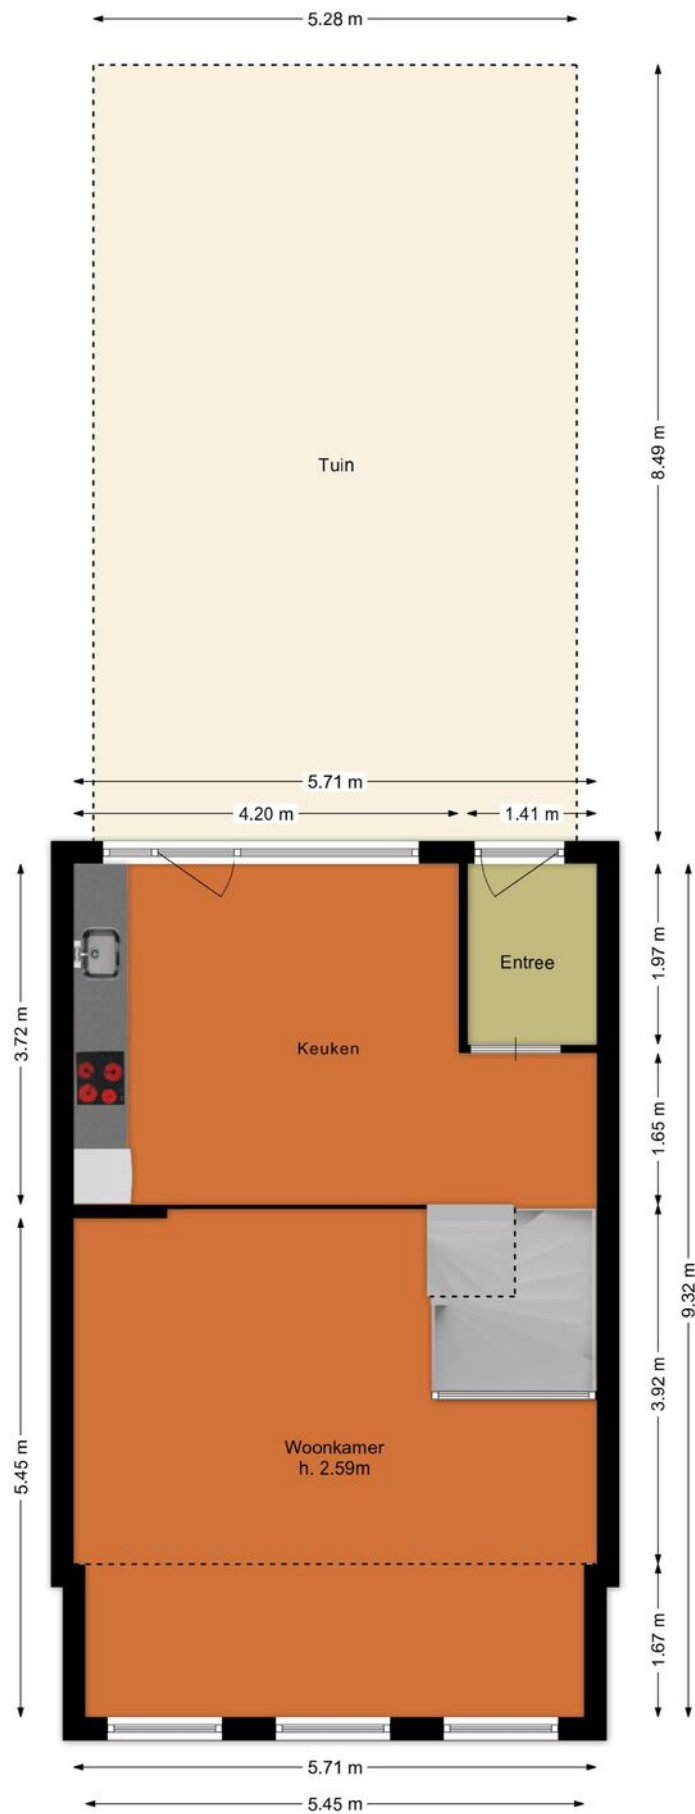 5.28 m
8.49 m
Tuin
5.71 m
4.20 m
1.41 m
1.97 m
Entree
3.72 m
Keuken
1.65 m
9.32 m
3.92 m
5.45 m
Woonkamer
h. 2.59m
1.67 m
5.71 m
5.45 m